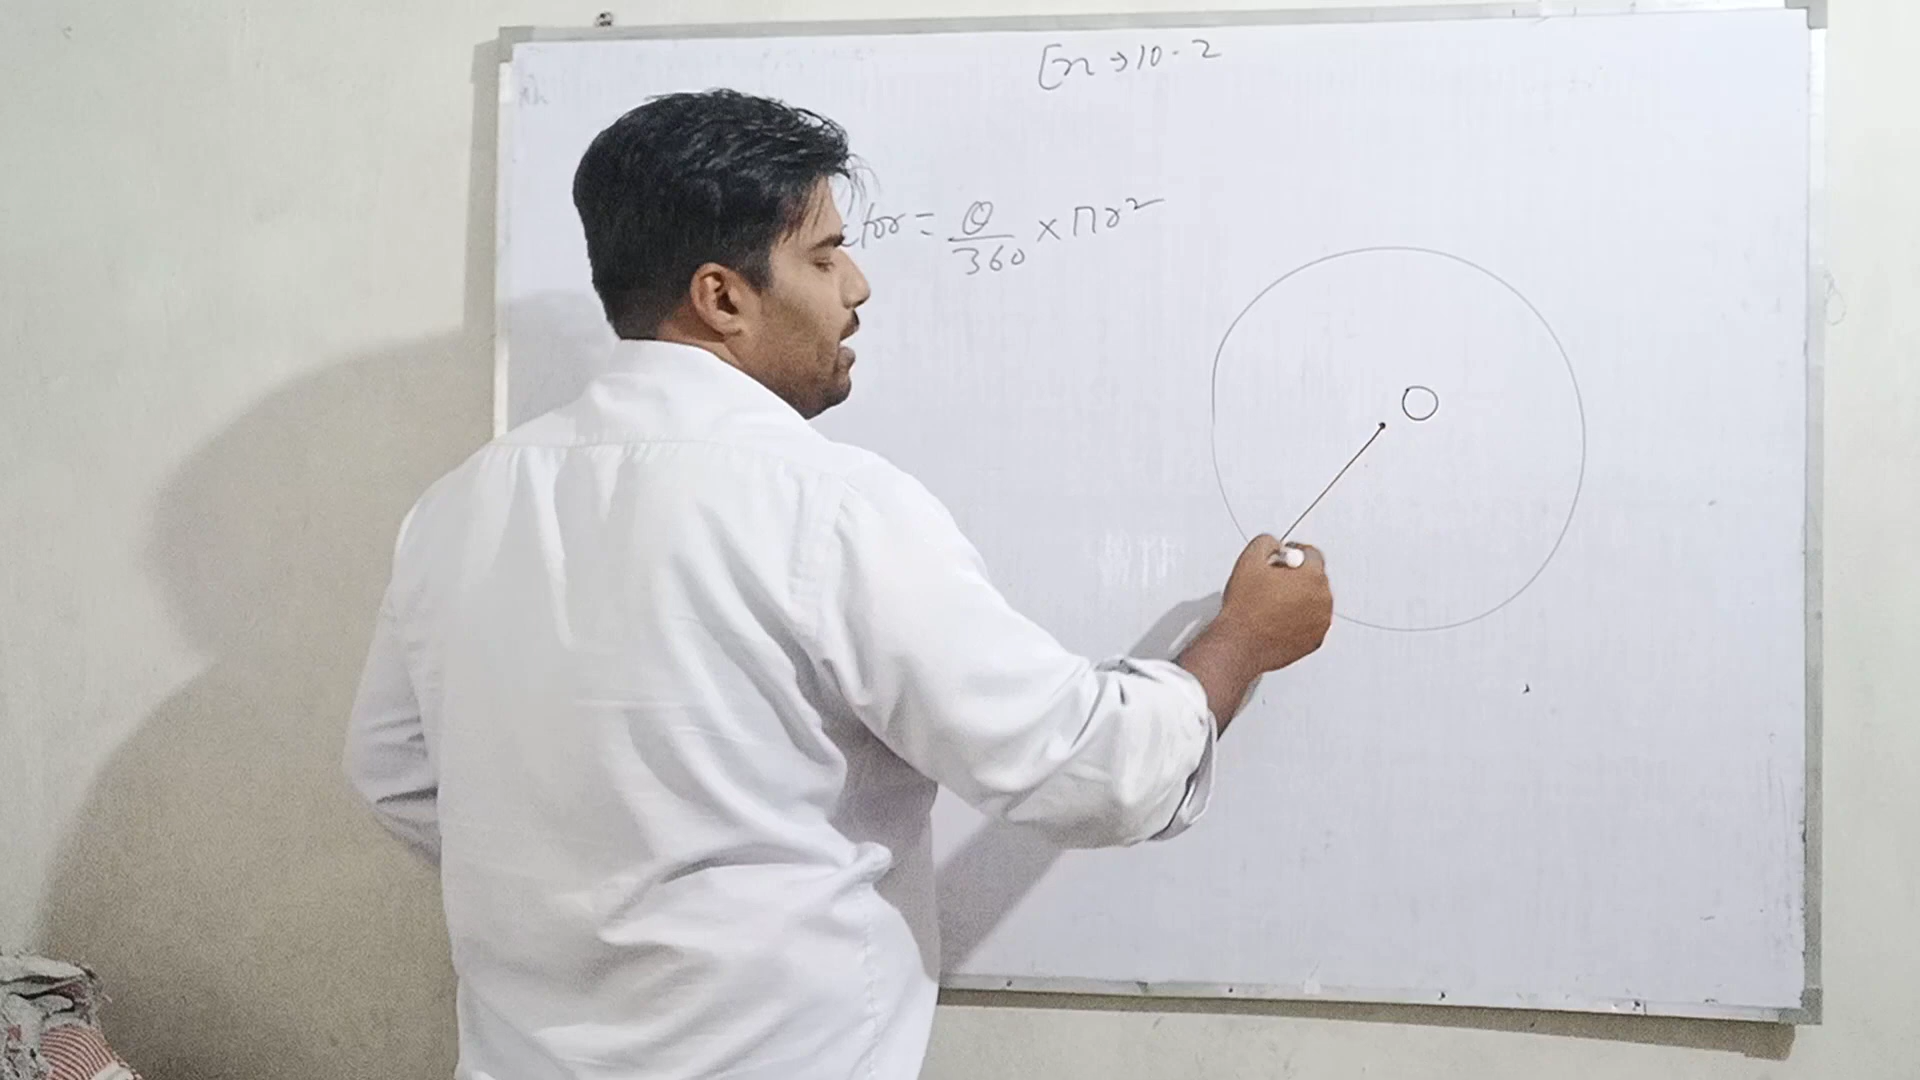 Ex → 10.2
ctor = θ/360 × πr²
O